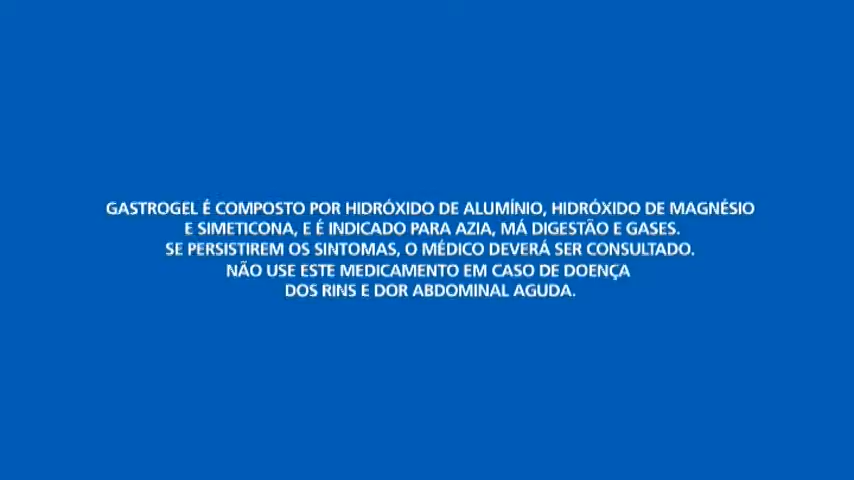 GASTROGEL É COMPOSTO POR HIDRÓXIDO DE ALUMÍNIO, HIDRÓXIDO DE MAGNÉSIO
E SIMETICONA, E É INDICADO PARA AZIA, MÁ DIGESTÃO E GASES.
SE PERSISTIREM OS SINTOMAS, O MÉDICO DEVERÁ SER CONSULTADO.
NÃO USE ESTE MEDICAMENTO EM CASO DE DOENÇA
DOS RINS E DOR ABDOMINAL AGUDA.